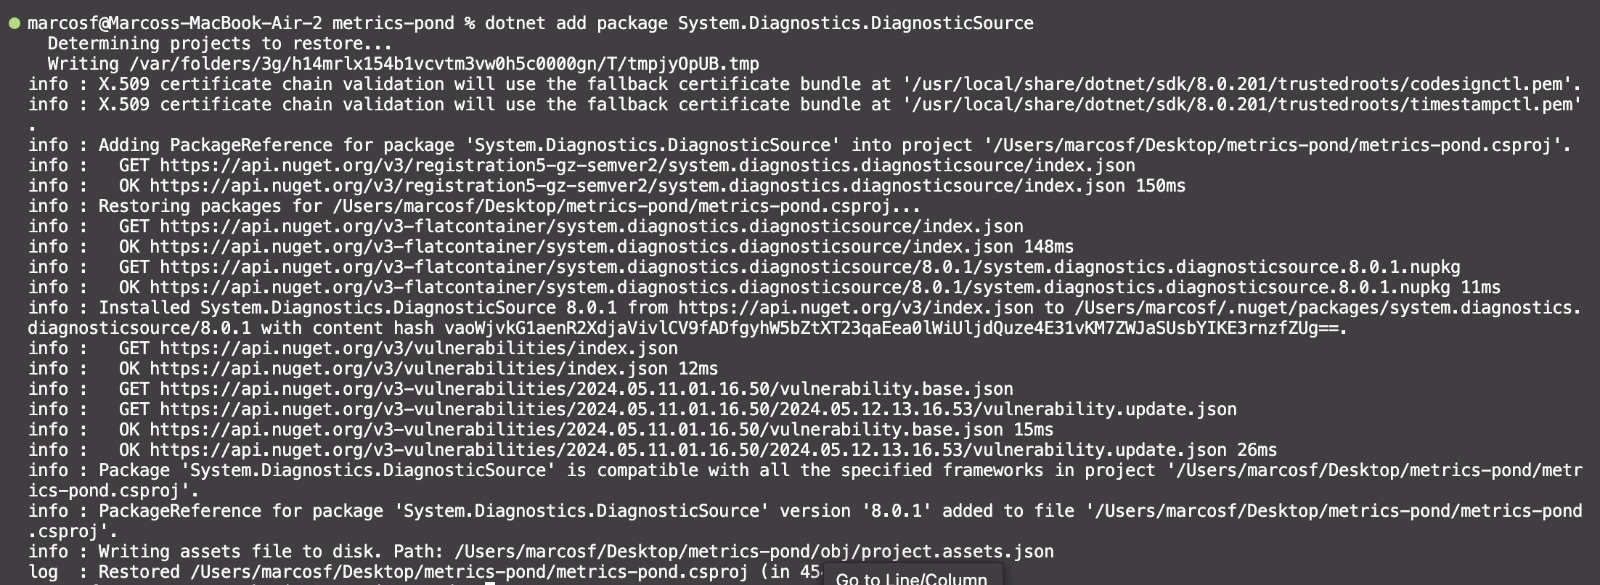 marcosf@Marcoss-MacBook-Air-2 metrics-pond % dotnet add package System.Diagnostics.DiagnosticSource
  Determining projects to restore...
  Writing /var/folders/3g/h14mrlx154b1vcvtm3vw0h5c0000gn/T/tmpjyOpUB.tmp
info : X.509 certificate chain validation will use the fallback certificate bundle at '/usr/local/share/dotnet/sdk/8.0.201/trustedroots/codesignctl.pem'.
info : X.509 certificate chain validation will use the fallback certificate bundle at '/usr/local/share/dotnet/sdk/8.0.201/trustedroots/timestampctl.pem'
.
info : Adding PackageReference for package 'System.Diagnostics.DiagnosticSource' into project '/Users/marcosf/Desktop/metrics-pond/metrics-pond.csproj'.
info :   GET https://api.nuget.org/v3/registration5-gz-semver2/system.diagnostics.diagnosticsource/index.json
info :   OK https://api.nuget.org/v3/registration5-gz-semver2/system.diagnostics.diagnosticsource/index.json 150ms
info : Restoring packages for /Users/marcosf/Desktop/metrics-pond/metrics-pond.csproj...
info :   GET https://api.nuget.org/v3-flatcontainer/system.diagnostics.diagnosticsource/index.json
info :   OK https://api.nuget.org/v3-flatcontainer/system.diagnostics.diagnosticsource/index.json 148ms
info :   GET https://api.nuget.org/v3-flatcontainer/system.diagnostics.diagnosticsource/8.0.1/system.diagnostics.diagnosticsource.8.0.1.nupkg
info :   OK https://api.nuget.org/v3-flatcontainer/system.diagnostics.diagnosticsource/8.0.1/system.diagnostics.diagnosticsource.8.0.1.nupkg 11ms
info : Installed System.Diagnostics.DiagnosticSource 8.0.1 from https://api.nuget.org/v3/index.json to /Users/marcosf/.nuget/packages/system.diagnostics.
diagnosticsource/8.0.1 with content hash vaoWjvkG1aenR2XdjaVivlCV9fADfgyhW5bZtXT23qaEea0lWiUljdQuze4E31vKM7ZWJaSUsbYIKE3rnzfZUg==.
info :   GET https://api.nuget.org/v3/vulnerabilities/index.json
info :   OK https://api.nuget.org/v3/vulnerabilities/index.json 12ms
info :   GET https://api.nuget.org/v3-vulnerabilities/2024.05.11.01.16.50/vulnerability.base.json
info :   GET https://api.nuget.org/v3-vulnerabilities/2024.05.11.01.16.50/2024.05.12.13.16.53/vulnerability.update.json
info :   OK https://api.nuget.org/v3-vulnerabilities/2024.05.11.01.16.50/vulnerability.base.json 15ms
info :   OK https://api.nuget.org/v3-vulnerabilities/2024.05.11.01.16.50/2024.05.12.13.16.53/vulnerability.update.json 26ms
info : Package 'System.Diagnostics.DiagnosticSource' is compatible with all the specified frameworks in project '/Users/marcosf/Desktop/metrics-pond/metr
ics-pond.csproj'.
info : PackageReference for package 'System.Diagnostics.DiagnosticSource' version '8.0.1' added to file '/Users/marcosf/Desktop/metrics-pond/metrics-pond
.csproj'.
info : Writing assets file to disk. Path: /Users/marcosf/Desktop/metrics-pond/obj/project.assets.json
log  : Restored /Users/marcosf/Desktop/metrics-pond/metrics-pond.csproj (in 45
Go to Line/Column